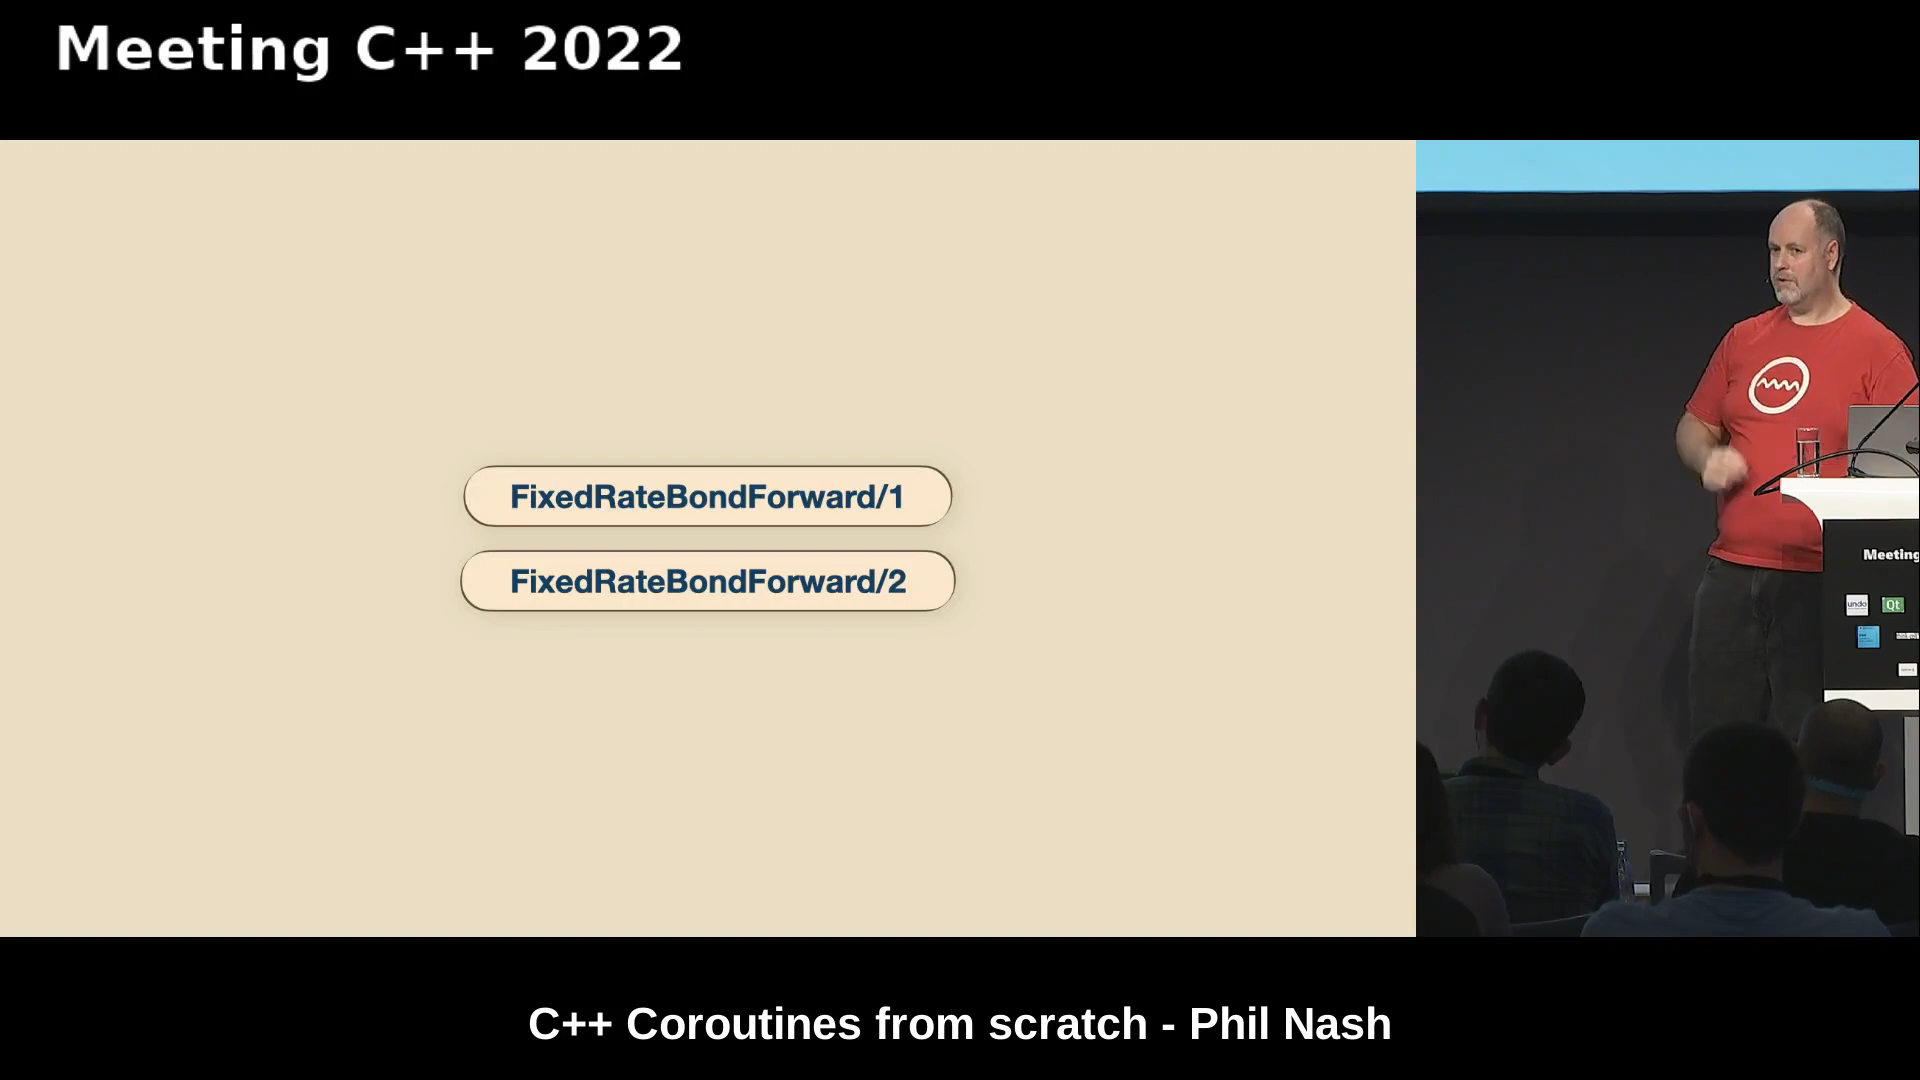 Meeting C++ 2022
FixedRateBondForward/1
FixedRateBondForward/2
Meeting
undo
Qt
C++ Coroutines from scratch - Phil Nash